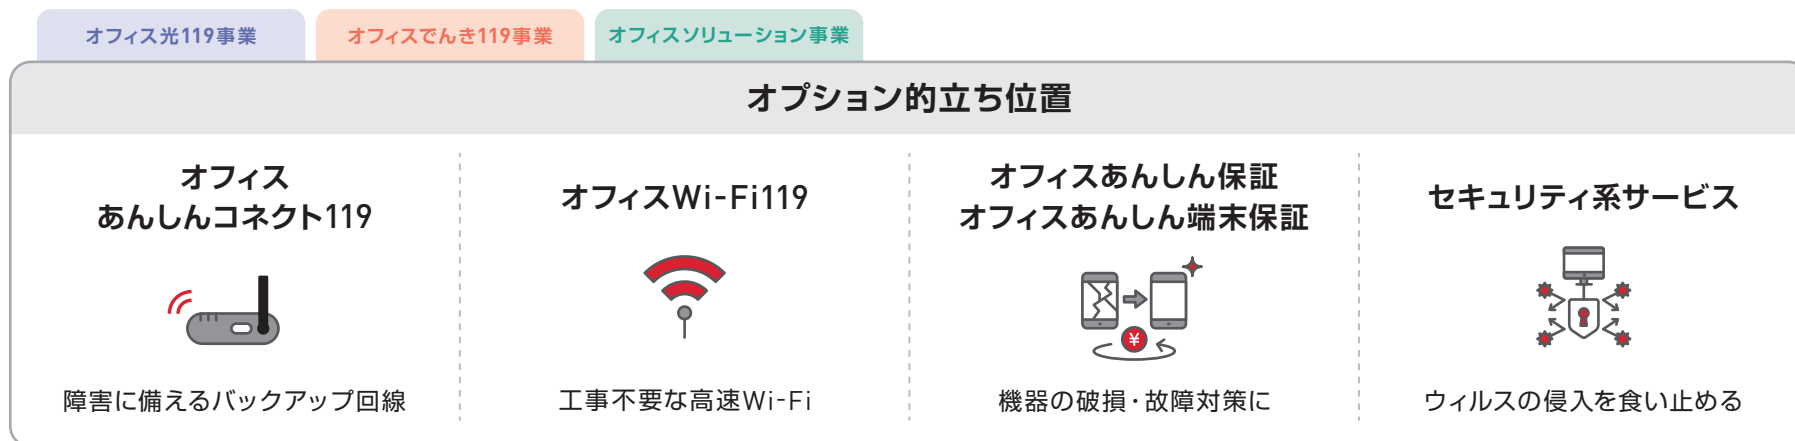 オフィス光119事業
オフィスでんき119事業
オフィスソリューション事業
オプション的立ち位置
オフィス
あんしんコネクト119
障害に備えるバックアップ回線
オフィスWi-Fi119
工事不要な高速Wi-Fi
オフィスあんしん保証
オフィスあんしん端末保証
¥
機器の破損・故障対策に
セキュリティ系サービス
ウィルスの侵入を食い止める